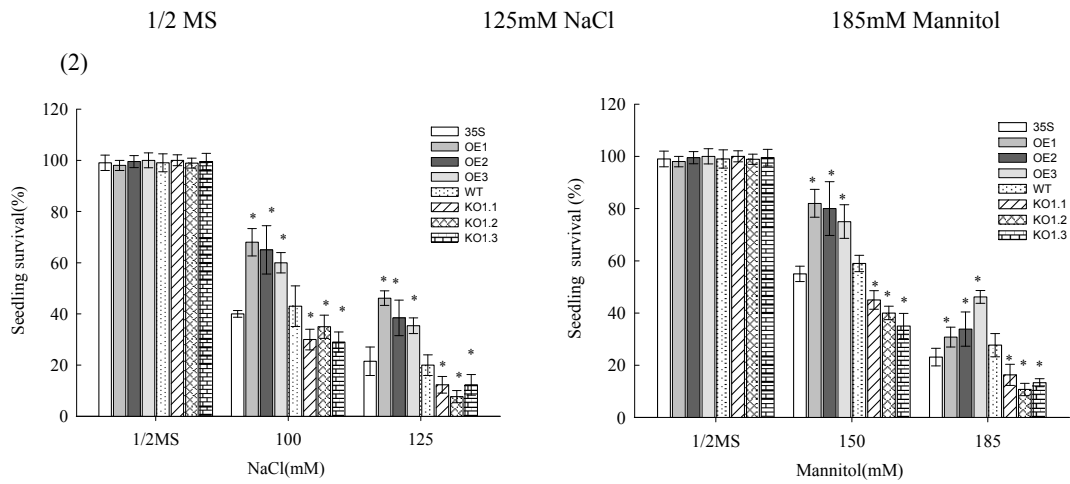 1/2 MS 125mM NaCl 185mM Mannitol
(2)
Seedling survival(%)
120
100
80
60
40
20
0
* * * * * * * * * * * *
35S
OE1
OE2
OE3
WT
KO1.1
KO1.2
KO1.3
1/2MS 100 125
NaCl(mM)
Seedling survival(%)
120
100
80
60
40
20
0
* * * * * * * * * * * *
35S
OE1
OE2
OE3
WT
KO1.1
KO1.2
KO1.3
1/2MS 150 185
Mannitol(mM)